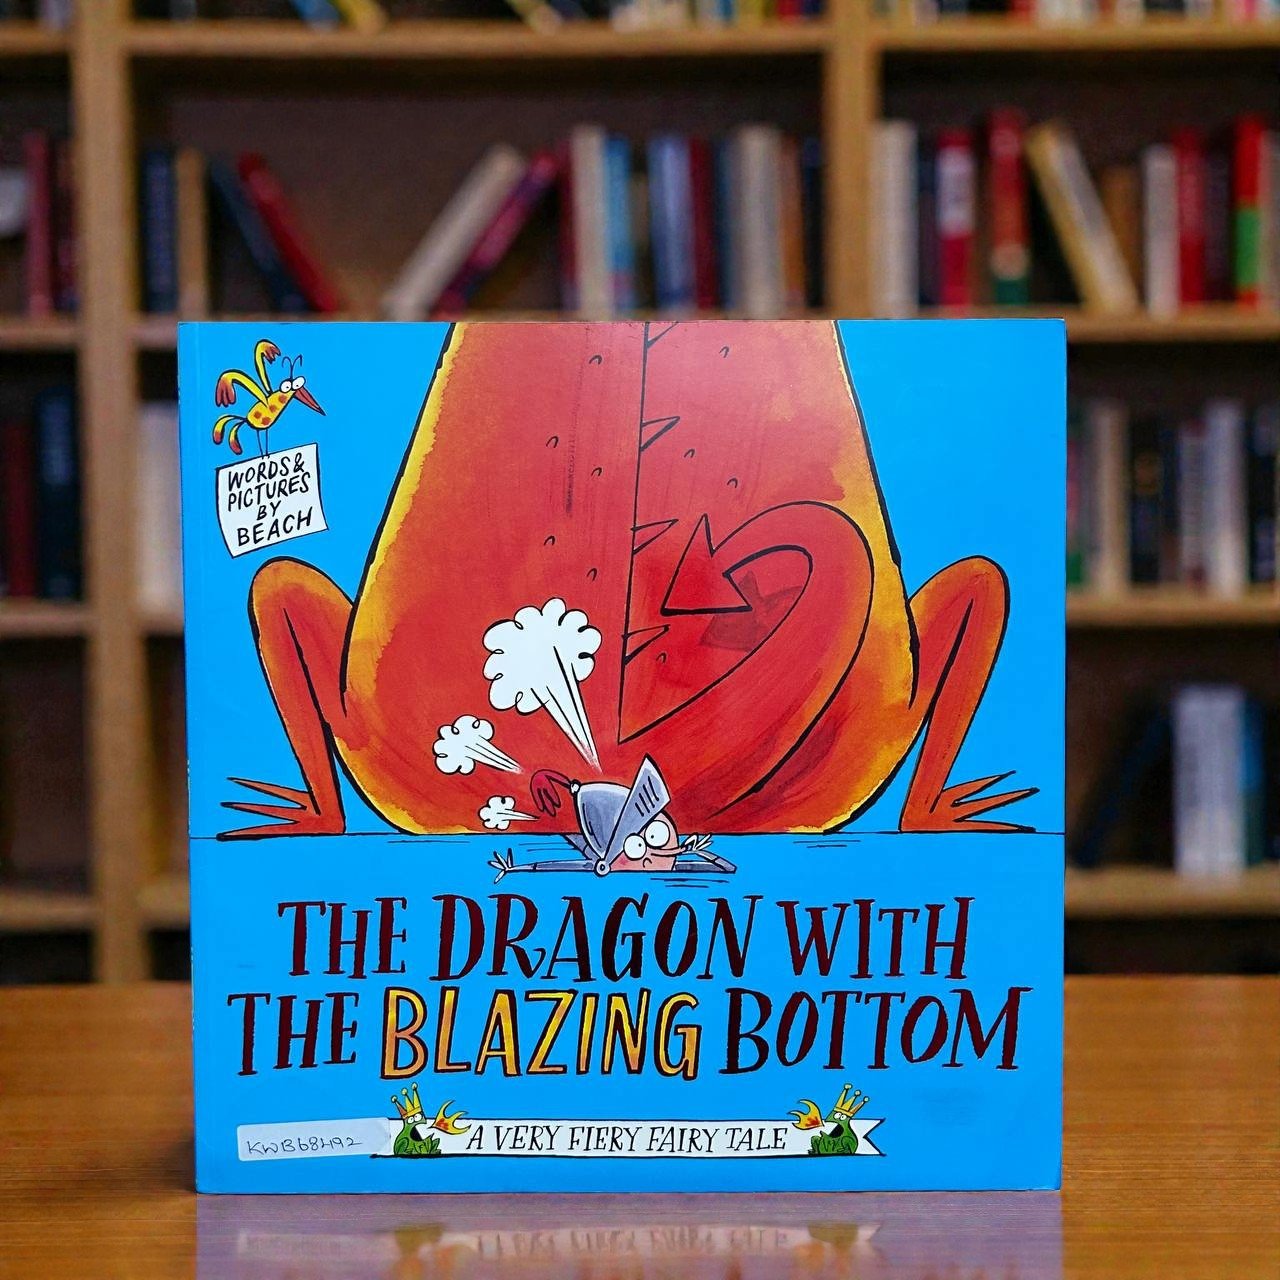 WORDS &
PICTURES
BY
BEACH
THE DRAGON WITH
THE BLAZING BOTTOM
A VERY FIERY FAIRY TALE
KWB68492